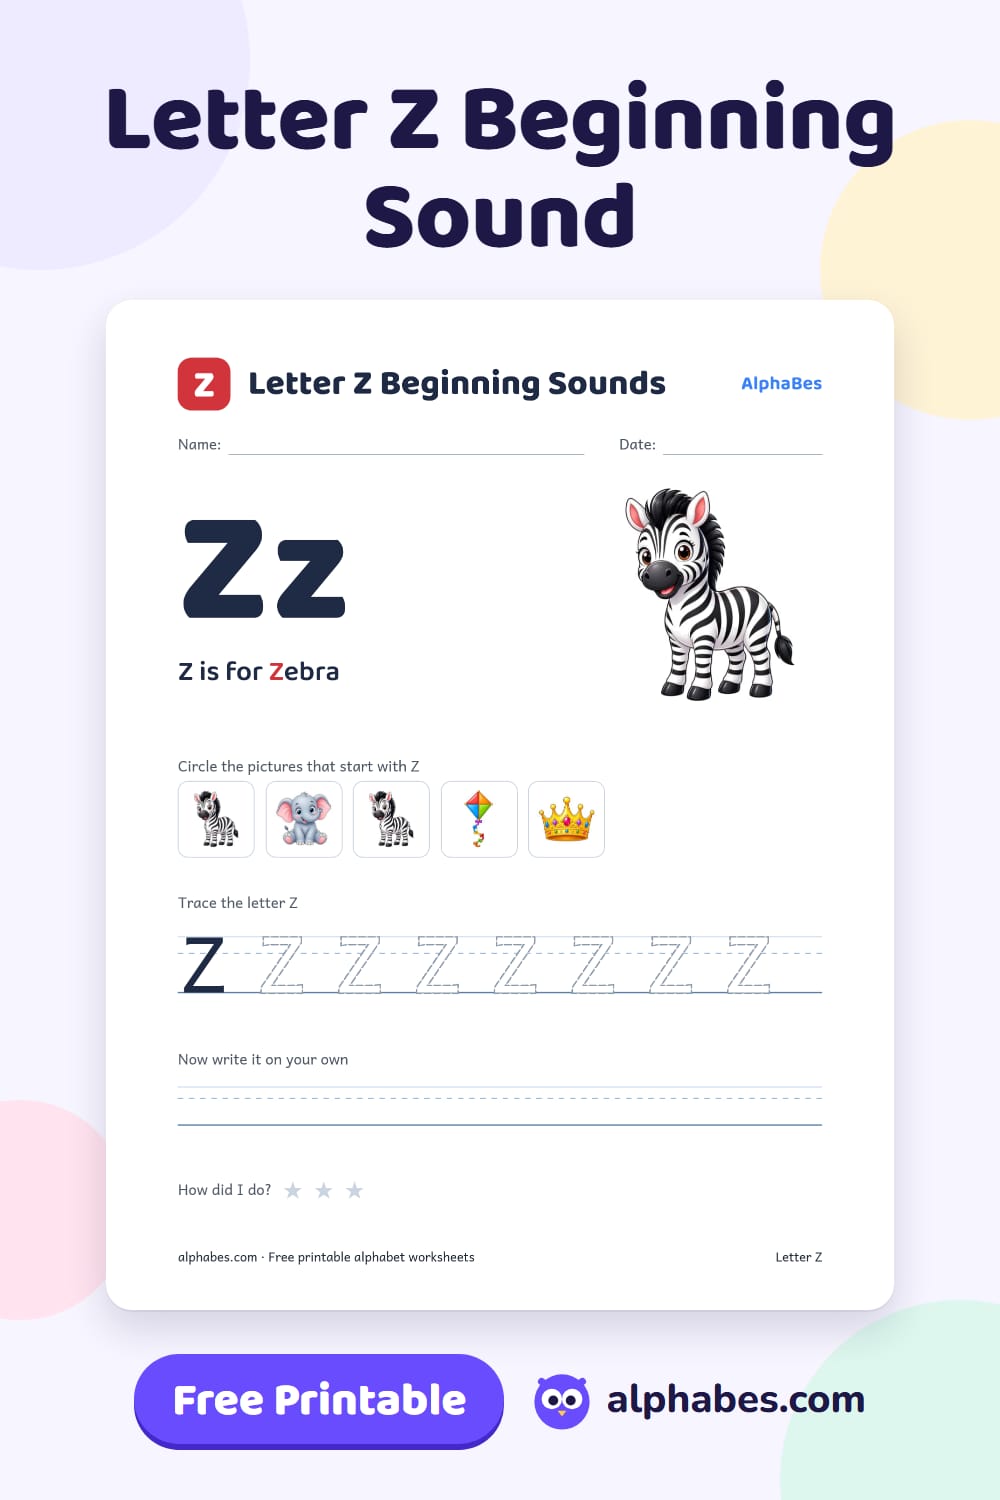 Letter Z Beginning
Sound
Z Letter Z Beginning Sounds AlphaBes
Name: Date:
Zz
Z is for Zebra
Circle the pictures that start with Z
Trace the letter Z
Z Z Z Z Z Z Z Z
Now write it on your own
How did I do? ★ ★ ★
alphabes.com · Free printable alphabet worksheets Letter Z
Free Printable alphabes.com